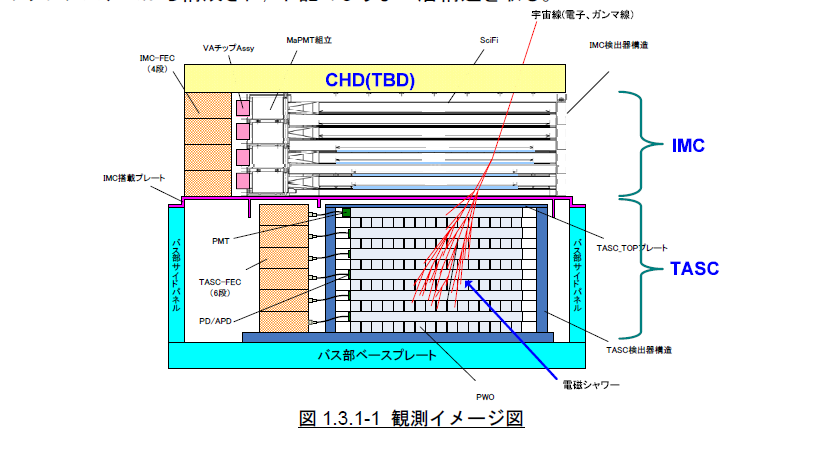 宇宙線(電子、ガンマ線)
MaPMT組立
SciFi
VAチップAssy
IMC検出器構造
IMC-FEC
(4段)
CHD(TBD)
IMC
IMC搭載プレート
PMT
TASC_TOPプレート
バス部サイドパネル
バス部サイドパネル
TASC
TASC-FEC
(6段)
PD/APD
TASC検出器構造
バス部ベースプレート
電磁シャワー
PWO
図 1.3.1-1 観測イメージ図